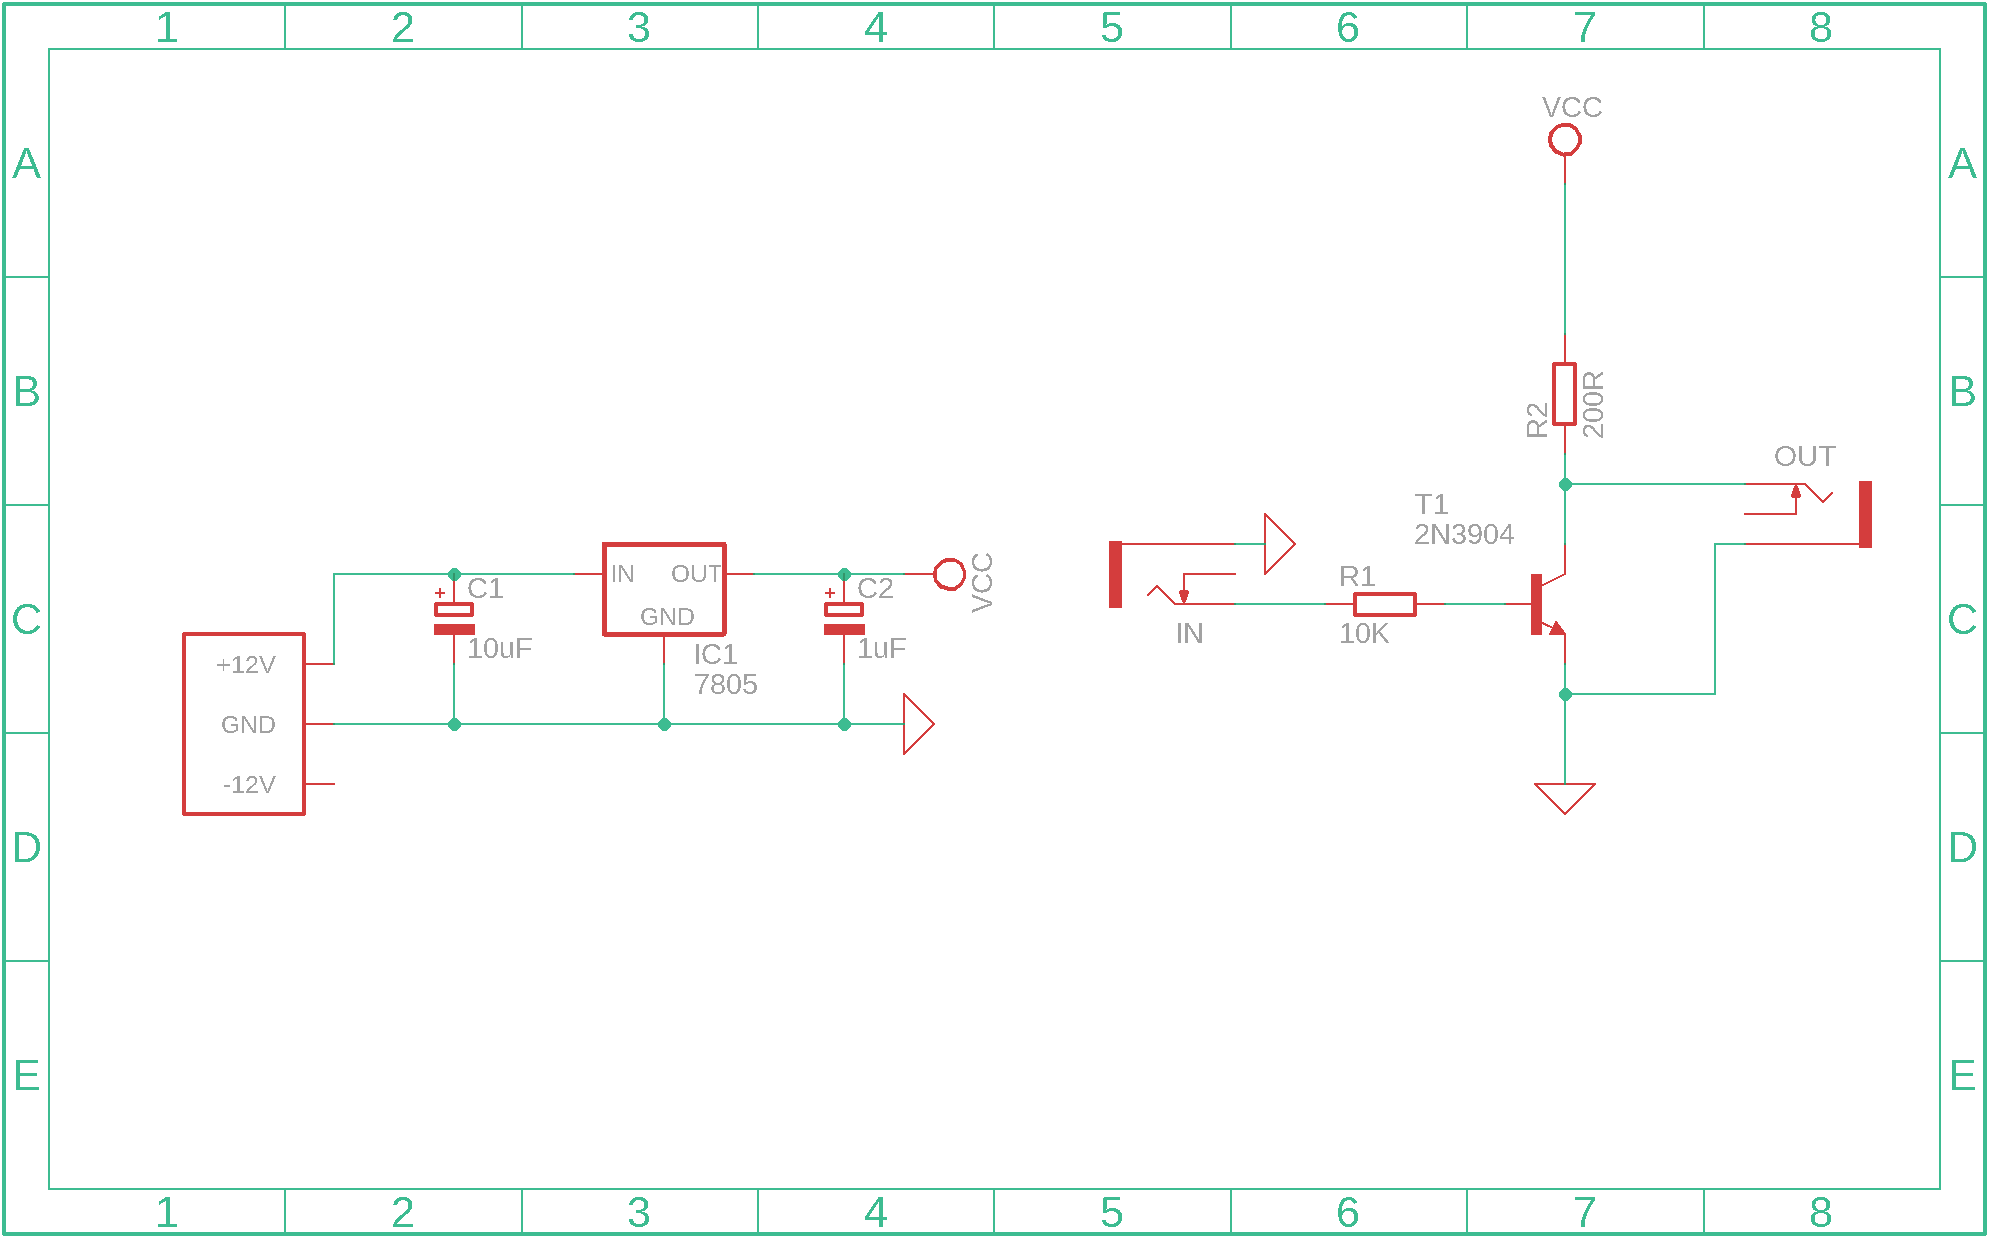 1 2 3 4 5 6 7 8
VCC
A A
B B
R2
200R
OUT
T1
2N3904
IN OUT
GND
IC1
7805
C1
10uF
C2
1uF
VCC
R1
10K
IN
C C
+12V
GND
-12V
D D
E E
1 2 3 4 5 6 7 8